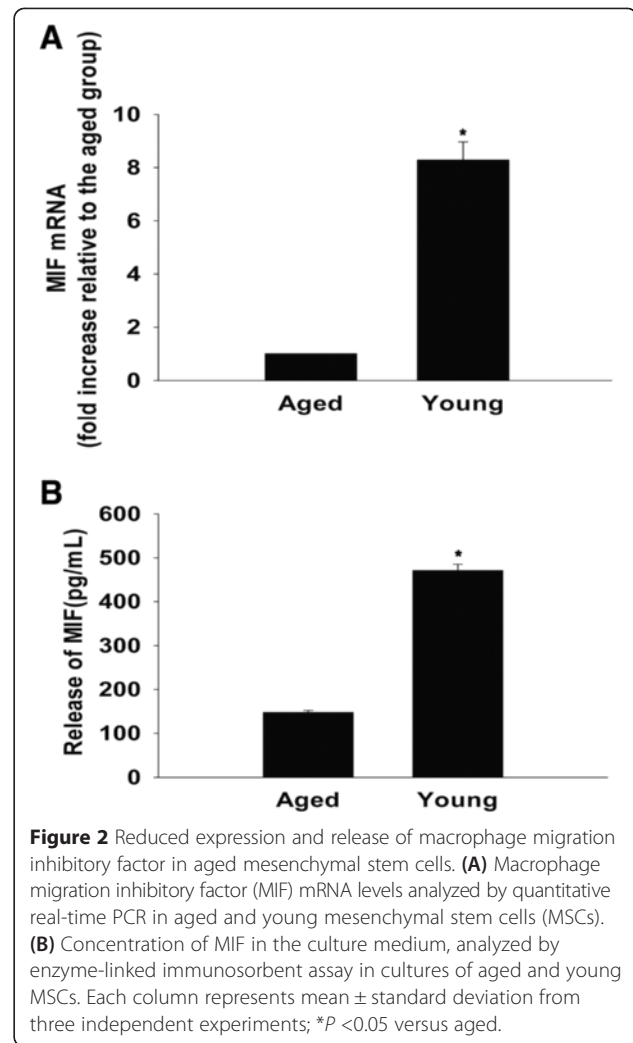 A
MIF mRNA
(fold increase relative to the aged group)
10
8
6
4
2
0
*
Aged Young
B
Release of MIF(pg/mL)
600
500
400
300
200
100
0
*
Aged Young
Figure 2 Reduced expression and release of macrophage migration
inhibitory factor in aged mesenchymal stem cells. (A) Macrophage
migration inhibitory factor (MIF) mRNA levels analyzed by quantitative
real-time PCR in aged and young mesenchymal stem cells (MSCs).
(B) Concentration of MIF in the culture medium, analyzed by
enzyme-linked immunosorbent assay in cultures of aged and young
MSCs. Each column represents mean ± standard deviation from
three independent experiments; *P <0.05 versus aged.